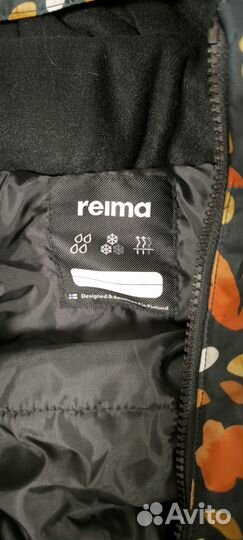 reima
Designed & developed in Finland
Avito